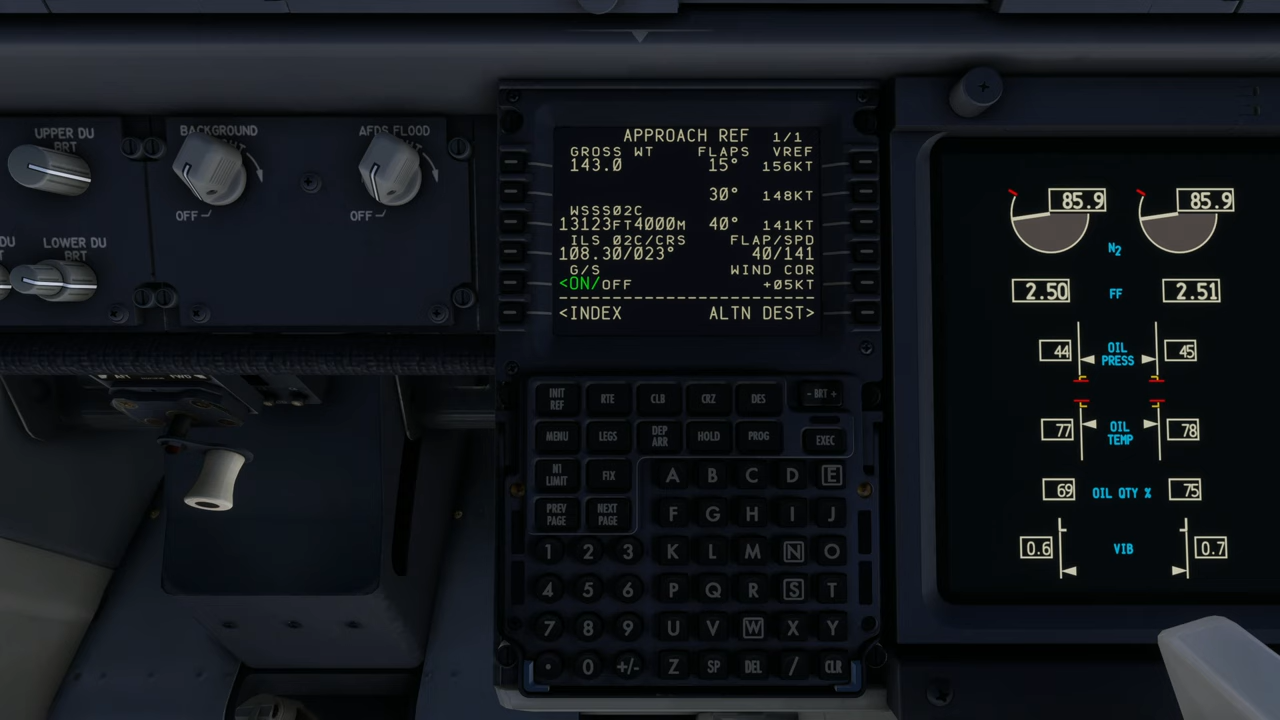 UPPER DU
BRT
BACKGROUND
OFF
AFDS FLOOD
OFF
DU
LOWER DU
BRT
APPROACH REF 1/1
GROSS WT FLAPS VREF
143.0 15° 156KT
30° 148KT
WSSS02C
13123FT4000M 40° 141KT
ILS 02C/CRS FLAP/SPD
108.30/023° 40/141
G/S WIND COR
<ON/OFF +05KT
--------------------------------
<INDEX ALTN DEST>
INIT REF
RTE
CLB
CRZ
DES
- BRT +
MENU
LEGS
DEP ARR
HOLD
PROG
EXEC
N1 LIMIT
FIX
PREV PAGE
NEXT PAGE
A B C D E
F G H I J
1 2 3 K L M N O
4 5 6 P Q R S T
7 8 9 U V W X Y
. 0 +/- Z SP DEL / CLR
85.9 N2 85.9
2.50 FF 2.51
44 OIL PRESS 45
77 OIL TEMP 78
69 OIL QTY % 75
0.6 VIB 0.7